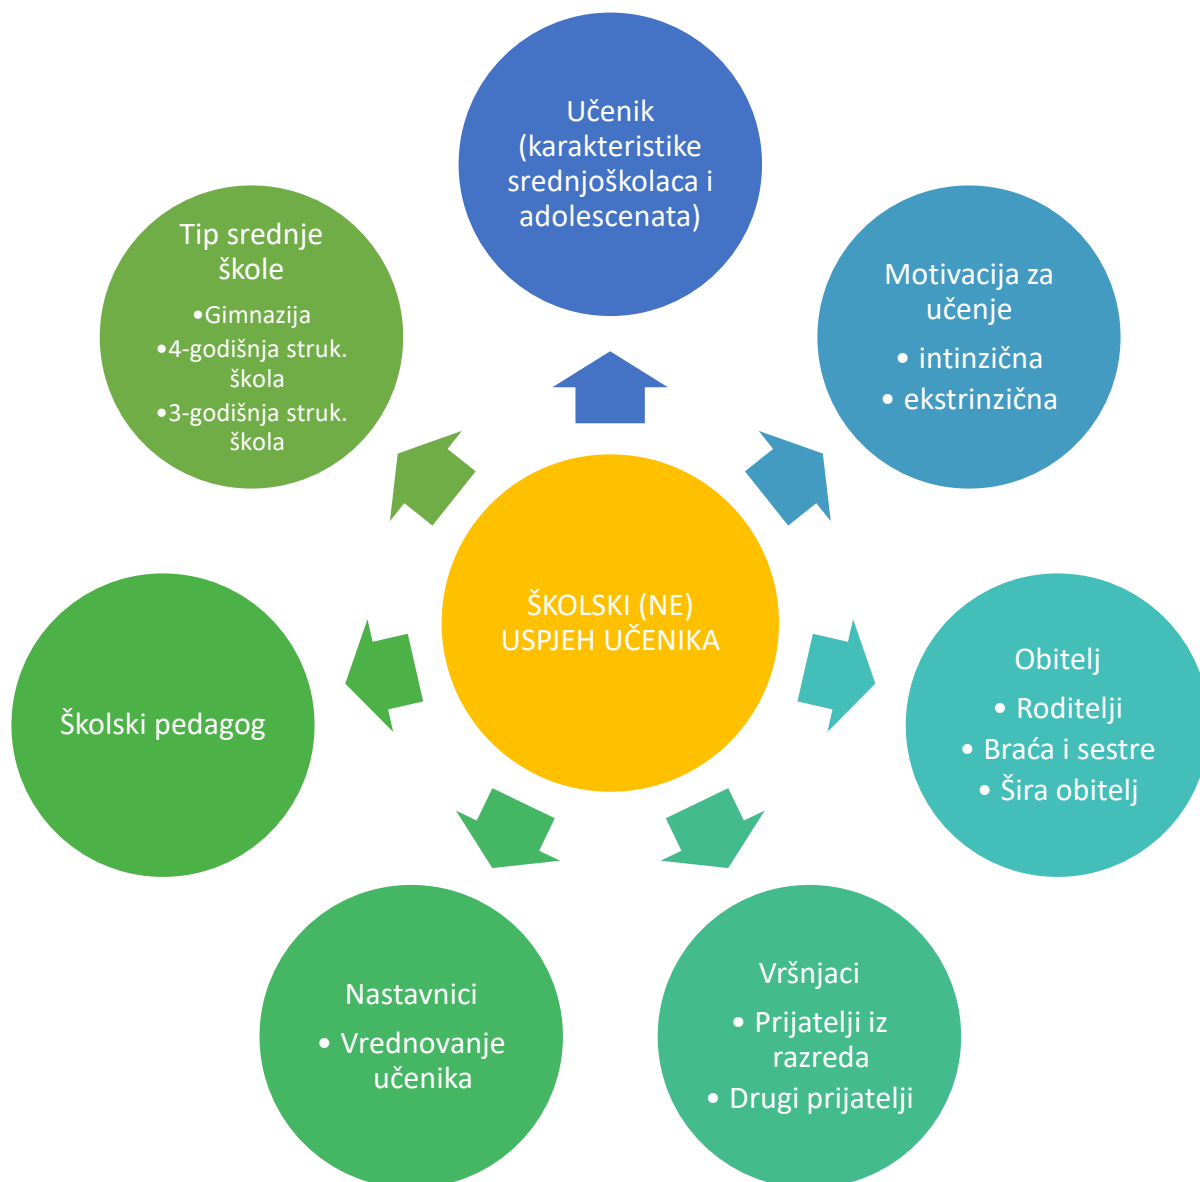 Učenik
(karakteristike
srednjoškolaca i
adolescenata)
Motivacija za
učenje
• intinzična
• ekstrinzična
Obitelj
• Roditelji
• Braća i sestre
• Šira obitelj
Vršnjaci
• Prijatelji iz
razreda
• Drugi prijatelji
Nastavnici
• Vrednovanje
učenika
Školski pedagog
Tip srednje
škole
•Gimnazija
•4-godišnja struk.
škola
•3-godišnja struk.
škola
ŠKOLSKI (NE)
USPJEH UČENIKA